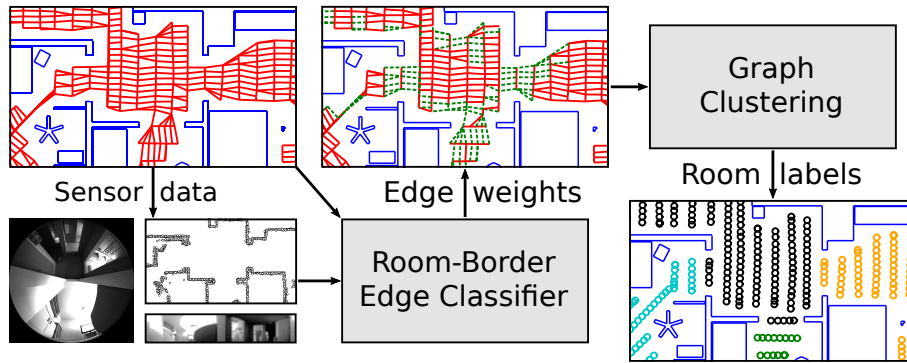 Graph
Clustering
Sensor data
Edge weights
Room labels
Room-Border
Edge Classifier